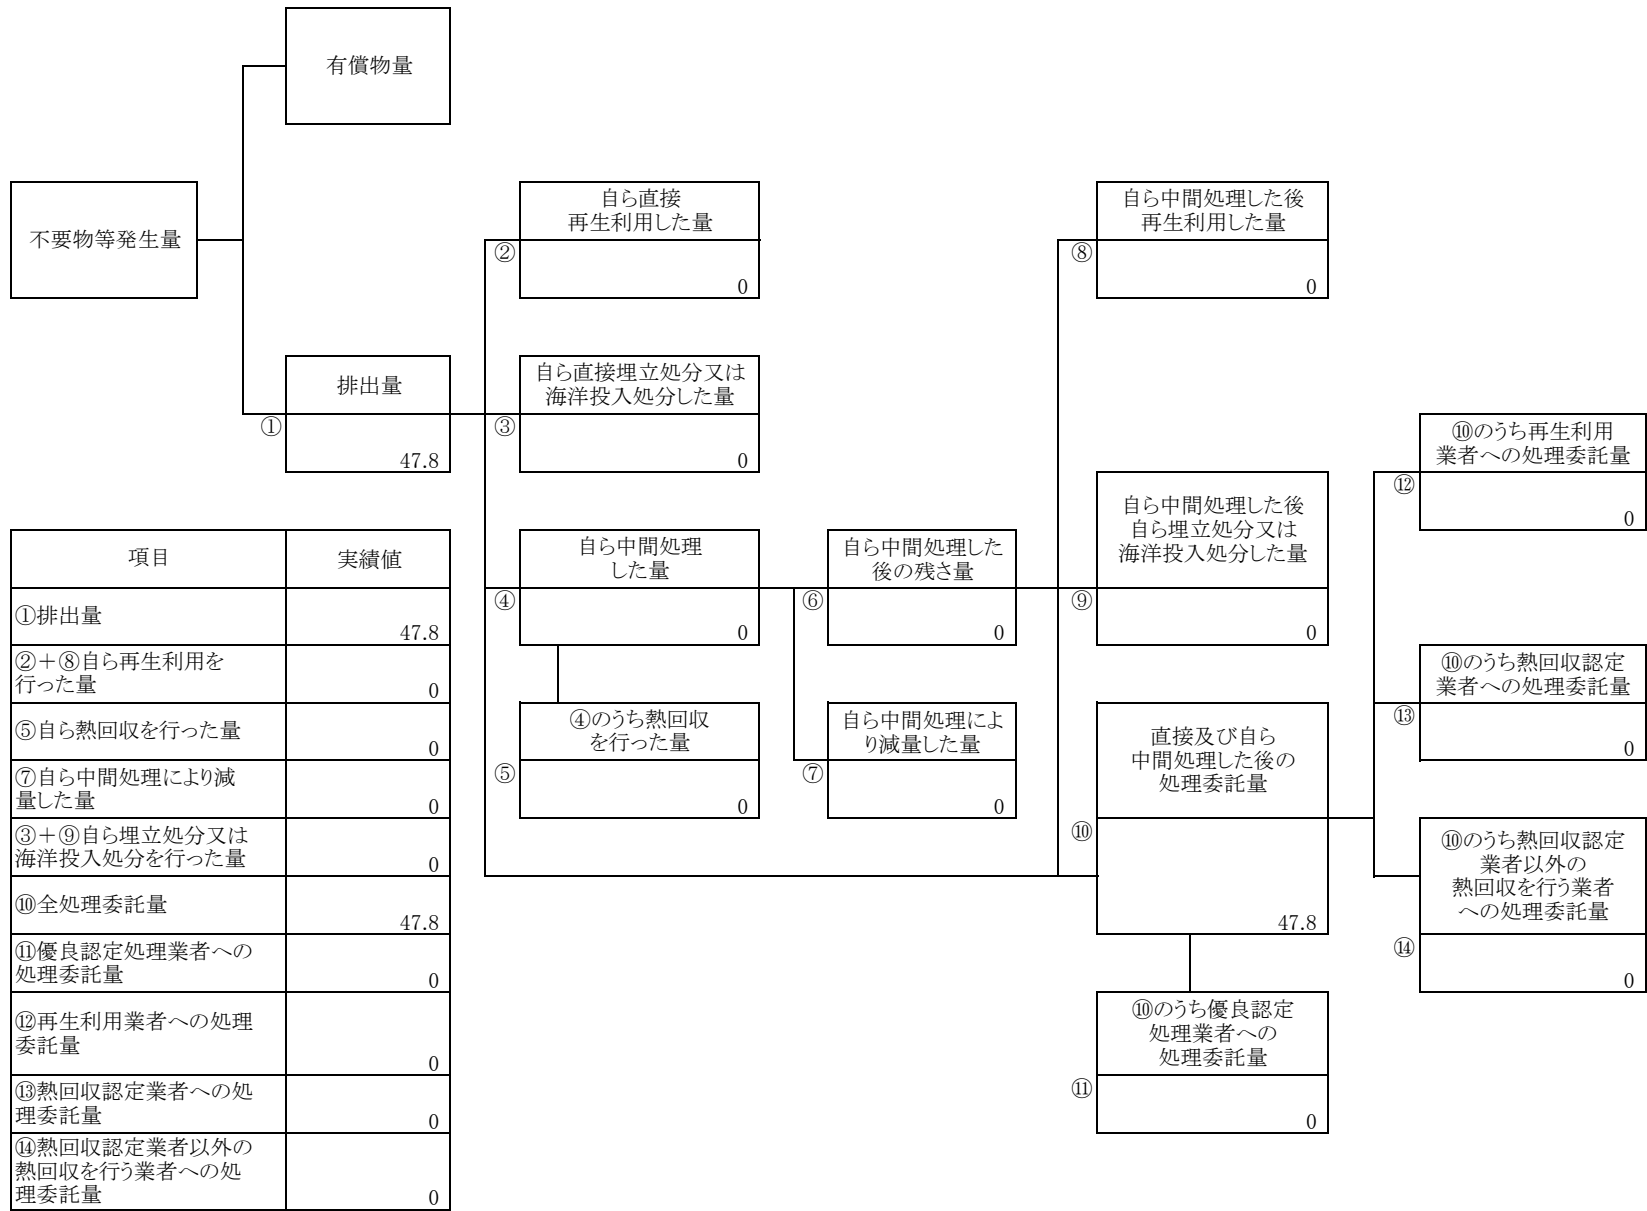 有償物量
不要物等発生量
自ら直接
再生利用した量
②
0
自ら中間処理した後
再生利用した量
⑧
0
排出量
①
47.8
自ら直接埋立処分又は
海洋投入処分した量
③
0
⑩のうち再生利用
業者への処理委託量
⑫
0
自ら中間処理した後
自ら埋立処分又は
海洋投入処分した量
⑨
0
自ら中間処理
した量
④
0
自ら中間処理した
後の残さ量
⑥
0
⑩のうち熱回収認定
業者への処理委託量
⑬
0
④のうち熱回収
を行った量
⑤
0
自ら中間処理によ
り減量した量
⑦
0
直接及び自ら
中間処理した後の
処理委託量
⑩
47.8
⑩のうち熱回収認定
業者以外の
熱回収を行う業者
への処理委託量
⑭
0
⑩のうち優良認定
処理業者への
処理委託量
⑪
0
項目 実績値
①排出量
47.8
②＋⑧自ら再生利用を
行った量
0
⑤自ら熱回収を行った量
0
⑦自ら中間処理により減
量した量
0
③＋⑨自ら埋立処分又は
海洋投入処分を行った量
0
⑩全処理委託量
47.8
⑪優良認定処理業者への
処理委託量
0
⑫再生利用業者への処理
委託量
0
⑬熱回収認定業者への処
理委託量
0
⑭熱回収認定業者以外の
熱回収を行う業者への処
理委託量
0